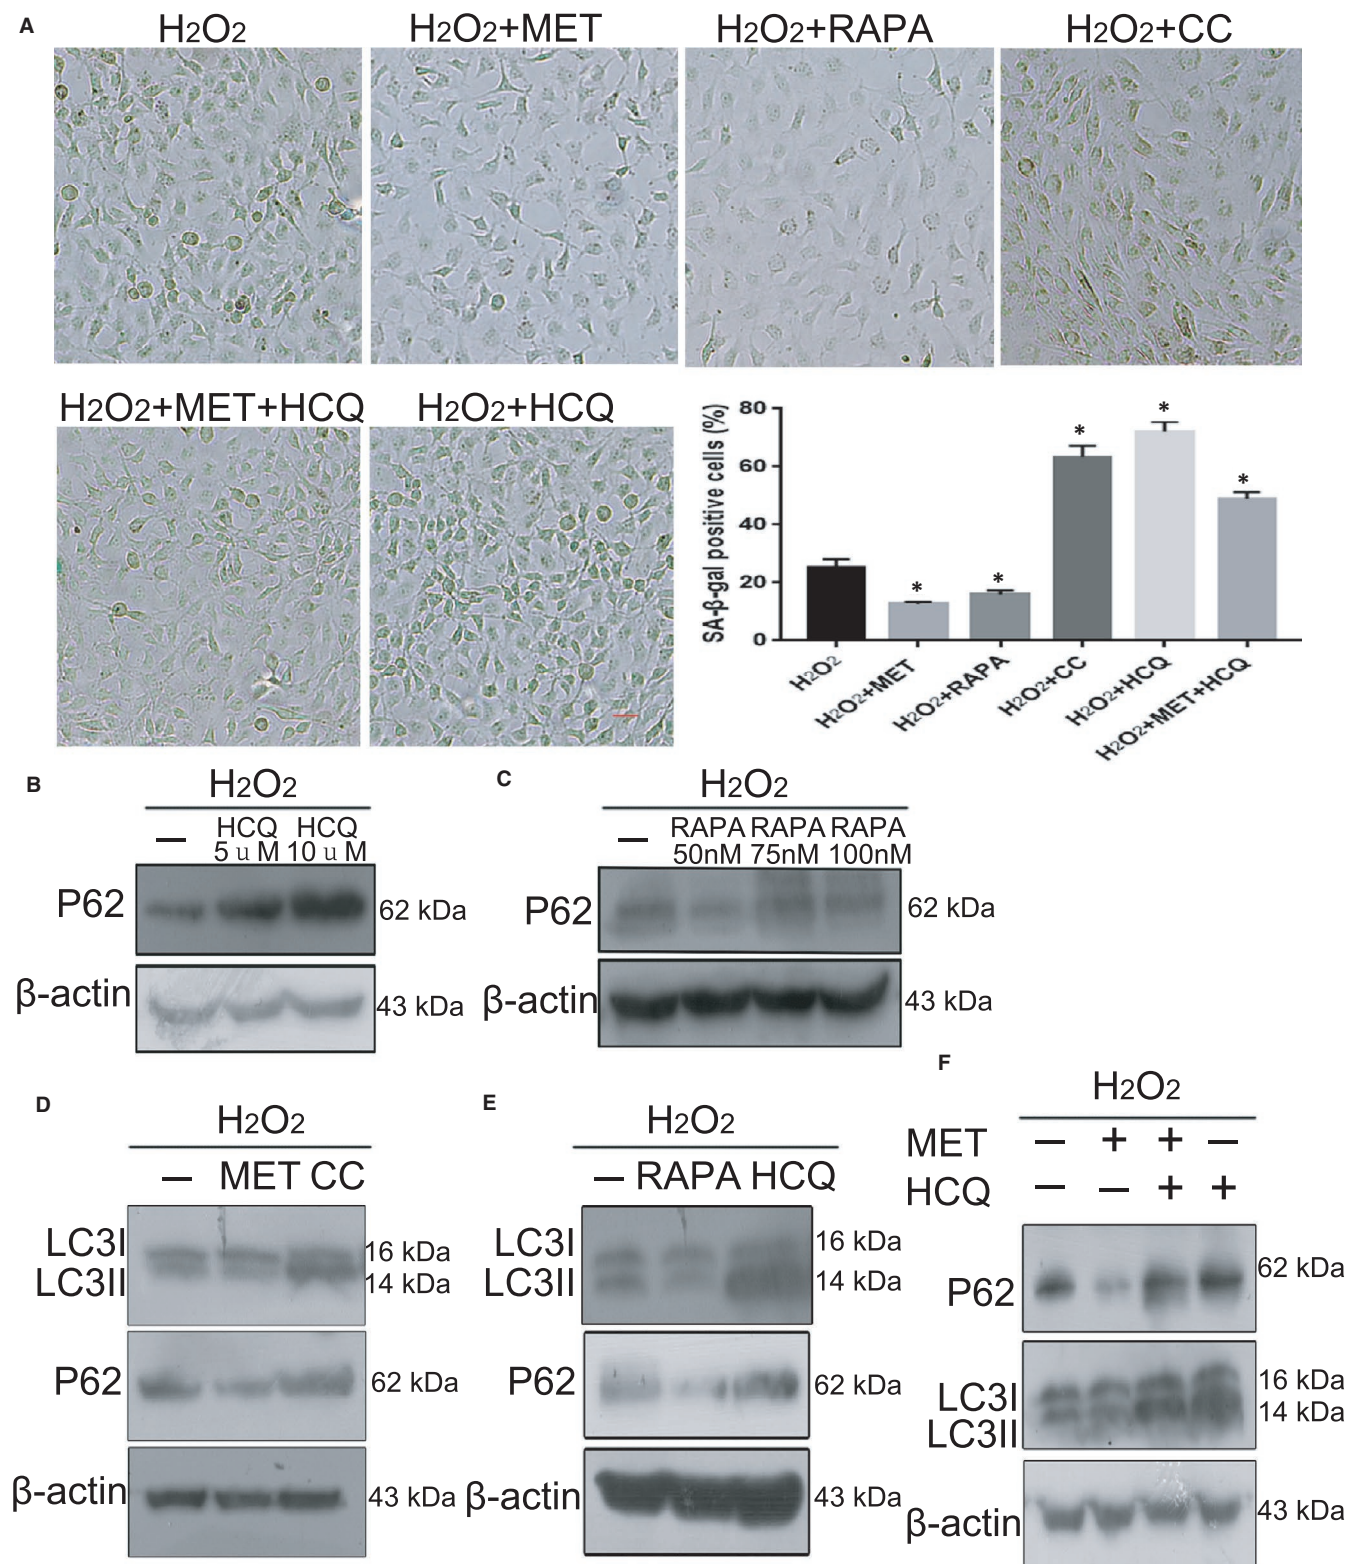 A
H2O2
H2O2+MET
H2O2+RAPA
H2O2+CC
H2O2+MET+HCQ
H2O2+HCQ
SA-β-gal positive cells (%)
80
60
40
20
0
*
*
*
*
*
H2O2
H2O2+MET
H2O2+RAPA
H2O2+CC
H2O2+HCQ
H2O2+MET+HCQ
B
H2O2
— HCQ HCQ
5 u M 10 u M
P62 62 kDa
β-actin 43 kDa
C
H2O2
— RAPA RAPA RAPA
50nM 75nM 100nM
P62 62 kDa
β-actin 43 kDa
D
H2O2
— MET CC
LC3I 16 kDa
LC3II 14 kDa
P62 62 kDa
β-actin 43 kDa
E
H2O2
— RAPA HCQ
LC3I 16 kDa
LC3II 14 kDa
P62 62 kDa
β-actin 43 kDa
F
H2O2
MET — + + —
HCQ — — + +
P62 62 kDa
LC3I 16 kDa
LC3II 14 kDa
β-actin 43 kDa